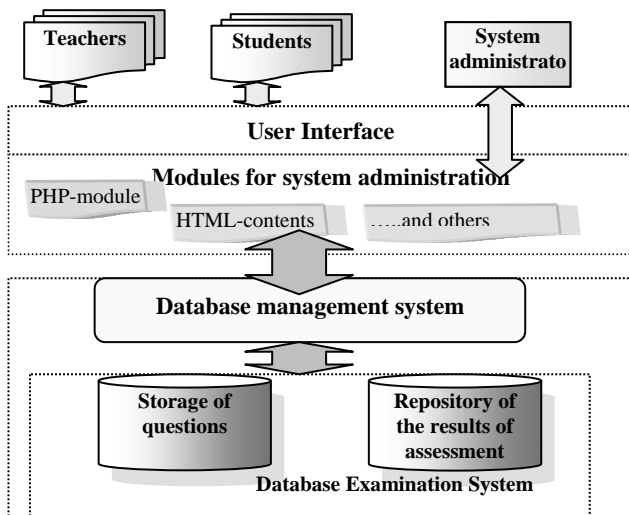 Teachers
Students
System
administrato
User Interface
Modules for system administration
PHP-module
HTML-contents
…..and others
Database management system
Storage of
questions
Repository of
the results of
assessment
Database Examination System